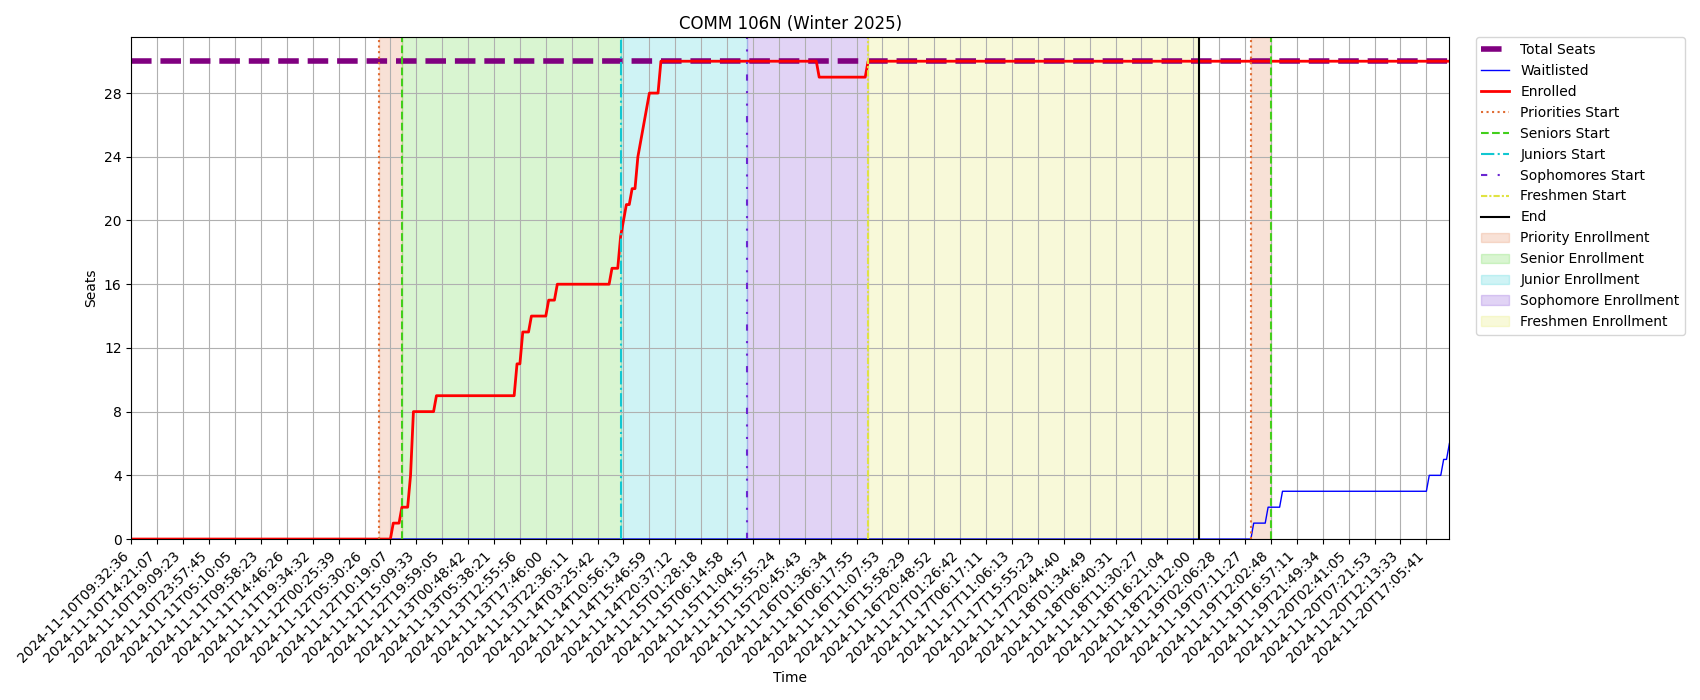 COMM 106N (Winter 2025)
Seats
28
24
20
16
12
8
4
0
2024-11-10T09:32:36
2024-11-10T14:21:07
2024-11-10T19:09:23
2024-11-10T23:57:45
2024-11-11T05:10:05
2024-11-11T09:58:23
2024-11-11T14:46:26
2024-11-11T19:34:32
2024-11-12T00:25:39
2024-11-12T05:30:26
2024-11-12T10:19:07
2024-11-12T15:09:33
2024-11-12T19:59:05
2024-11-13T00:48:42
2024-11-13T05:38:21
2024-11-13T12:55:56
2024-11-13T17:46:00
2024-11-13T22:36:11
2024-11-14T03:25:42
2024-11-14T10:56:13
2024-11-14T15:46:59
2024-11-14T20:37:12
2024-11-15T01:28:18
2024-11-15T06:14:58
2024-11-15T11:04:57
2024-11-15T15:55:24
2024-11-15T20:45:43
2024-11-16T01:36:34
2024-11-16T06:17:55
2024-11-16T11:07:53
2024-11-16T15:58:29
2024-11-16T20:48:52
2024-11-17T01:26:42
2024-11-17T06:17:11
2024-11-17T11:06:13
2024-11-17T15:55:23
2024-11-17T20:44:40
2024-11-18T01:34:49
2024-11-18T06:40:31
2024-11-18T11:30:27
2024-11-18T16:21:04
2024-11-18T21:12:00
2024-11-19T02:06:28
2024-11-19T07:11:27
2024-11-19T12:02:48
2024-11-19T16:57:11
2024-11-19T21:49:34
2024-11-20T02:41:05
2024-11-20T07:21:53
2024-11-20T12:13:33
2024-11-20T17:05:41
Time
Total Seats
Waitlisted
Enrolled
Priorities Start
Seniors Start
Juniors Start
Sophomores Start
Freshmen Start
End
Priority Enrollment
Senior Enrollment
Junior Enrollment
Sophomore Enrollment
Freshmen Enrollment